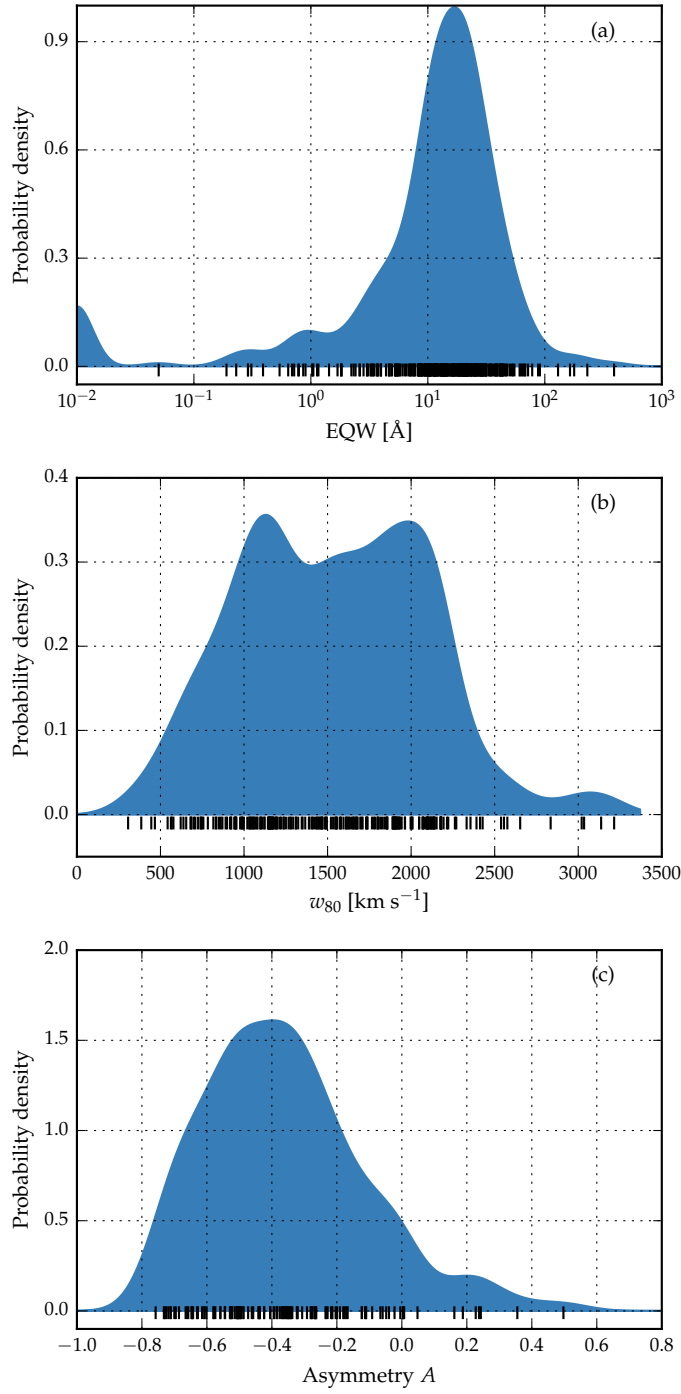 (a)
Probability density
0.9
0.6
0.3
0.0
10⁻² 10⁻¹ 10⁰ 10¹ 10² 10³
EQW [Å]
(b)
Probability density
0.4
0.3
0.2
0.1
0.0
0 500 1000 1500 2000 2500 3000 3500
w₈₀ [km s⁻¹]
(c)
Probability density
2.0
1.5
1.0
0.5
0.0
−1.0 −0.8 −0.6 −0.4 −0.2 0.0 0.2 0.4 0.6 0.8
Asymmetry A